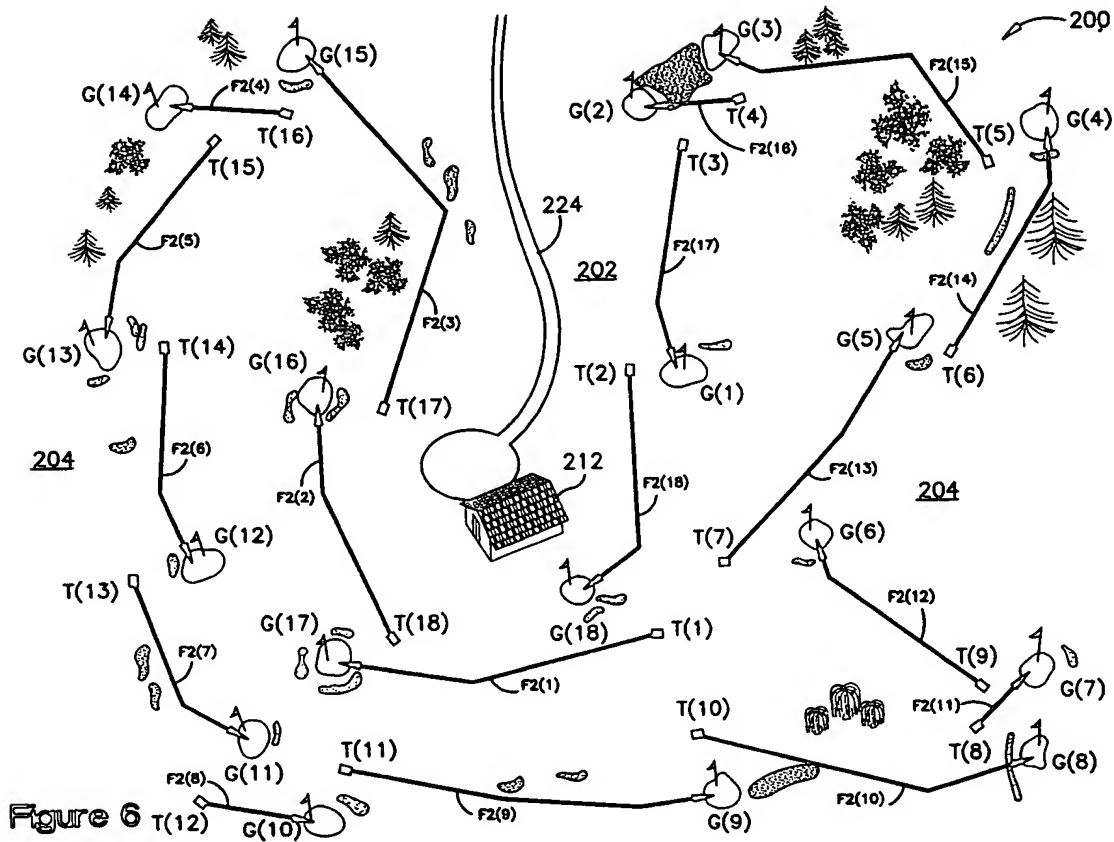 200
G(15)
G(3)
F2(15)
G(14)
F2(4)
T(16)
G(2)
T(4)
F2(16)
T(5)
G(4)
T(15)
T(3)
224
F2(5)
202
F2(17)
F2(14)
F2(3)
G(13)
T(14)
G(16)
T(17)
T(2)
G(1)
G(5)
T(6)
204
F2(6)
F2(2)
212
F2(18)
F2(13)
204
G(12)
T(7)
G(6)
T(13)
G(17)
T(18)
G(18)
T(1)
F2(12)
T(9)
F2(7)
F2(1)
G(7)
F2(11)
T(10)
T(8)
G(8)
G(11)
T(11)
F2(8)
F2(9)
F2(10)
Figure 6
T(12)
G(10)
G(9)